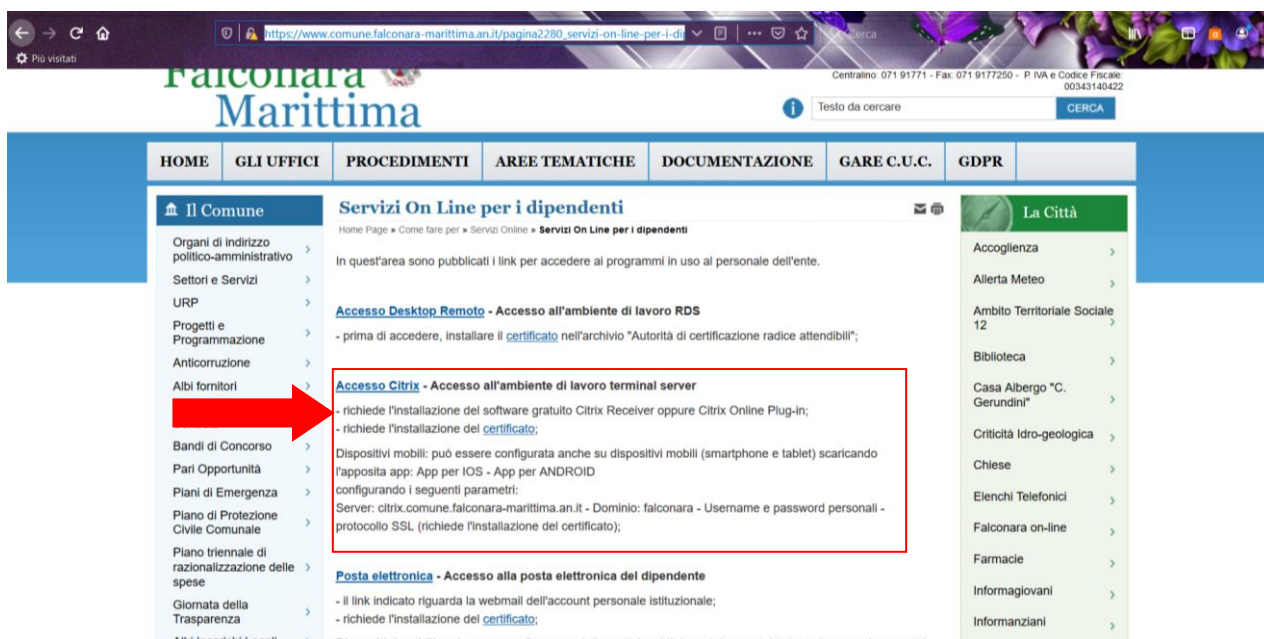 https://www.comune.falconara-marittima.an.it/pagina2280_servizi-on-line-per-i-di
Cerca
Più visitati
Falconara
Marittima
Centralino: 071 91771 - Fax: 071 9177250 - P. IVA e Codice Fiscale:
00343140422
Testo da cercare
CERCA
HOME GLI UFFICI PROCEDIMENTI AREE TEMATICHE DOCUMENTAZIONE GARE C.U.C. GDPR
Il Comune
Organi di indirizzo
politico-amministrativo
Settori e Servizi
URP
Progetti e
Programmazione
Anticorruzione
Albi fornitori
Bandi di Concorso
Pari Opportunità
Piani di Emergenza
Piano di Protezione
Civile Comunale
Piano triennale di
razionalizzazione delle
spese
Giornata della
Trasparenza
Servizi On Line per i dipendenti
Home Page » Come fare per » Servizi Online » Servizi On Line per i dipendenti
In quest'area sono pubblicati i link per accedere ai programmi in uso al personale dell'ente.
Accesso Desktop Remoto - Accesso all'ambiente di lavoro RDS
- prima di accedere, installare il certificato nell'archivio "Autorità di certificazione radice attendibili";
Accesso Citrix - Accesso all'ambiente di lavoro terminal server
- richiede l'installazione del software gratuito Citrix Receiver oppure Citrix Online Plug-in;
- richiede l'installazione del certificato;
Dispositivi mobili: può essere configurata anche su dispositivi mobili (smartphone e tablet) scaricando
l'apposita app: App per IOS - App per ANDROID
configurando i seguenti parametri:
Server: citrix.comune.falconara-marittima.an.it - Dominio: falconara - Username e password personali -
protocollo SSL (richiede l'installazione del certificato);
Posta elettronica - Accesso alla posta elettronica del dipendente
- il link indicato riguarda la webmail dell'account personale istituzionale;
- richiede l'installazione del certificato;
La Città
Accoglienza
Allerta Meteo
Ambito Territoriale Sociale
12
Biblioteca
Casa Albergo "C.
Gerundini"
Criticità Idro-geologica
Chiese
Elenchi Telefonici
Falconara on-line
Farmacie
Informagiovani
Informanziani